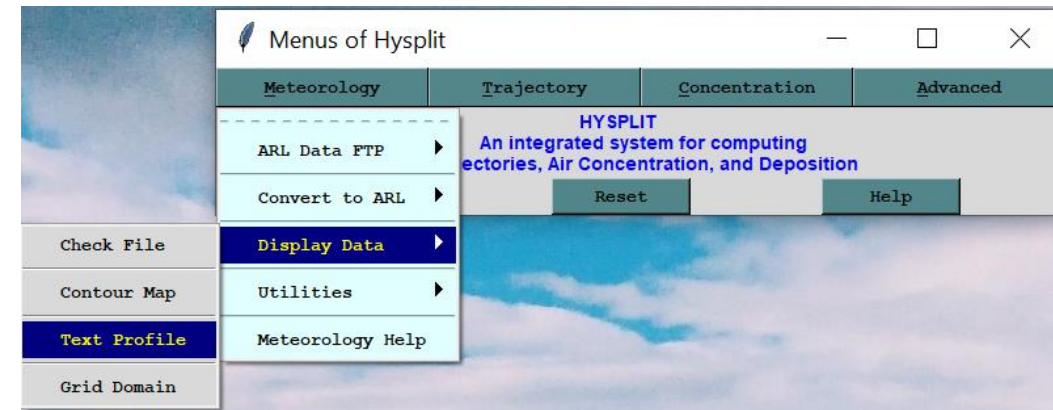 Menus of Hysplit
Meteorology Trajectory Concentration Advanced
HYSPLIT
An integrated system for computing
ectories, Air Concentration, and Deposition
Reset Help
ARL Data FTP
Convert to ARL
Display Data
Utilities
Meteorology Help
Check File
Contour Map
Text Profile
Grid Domain